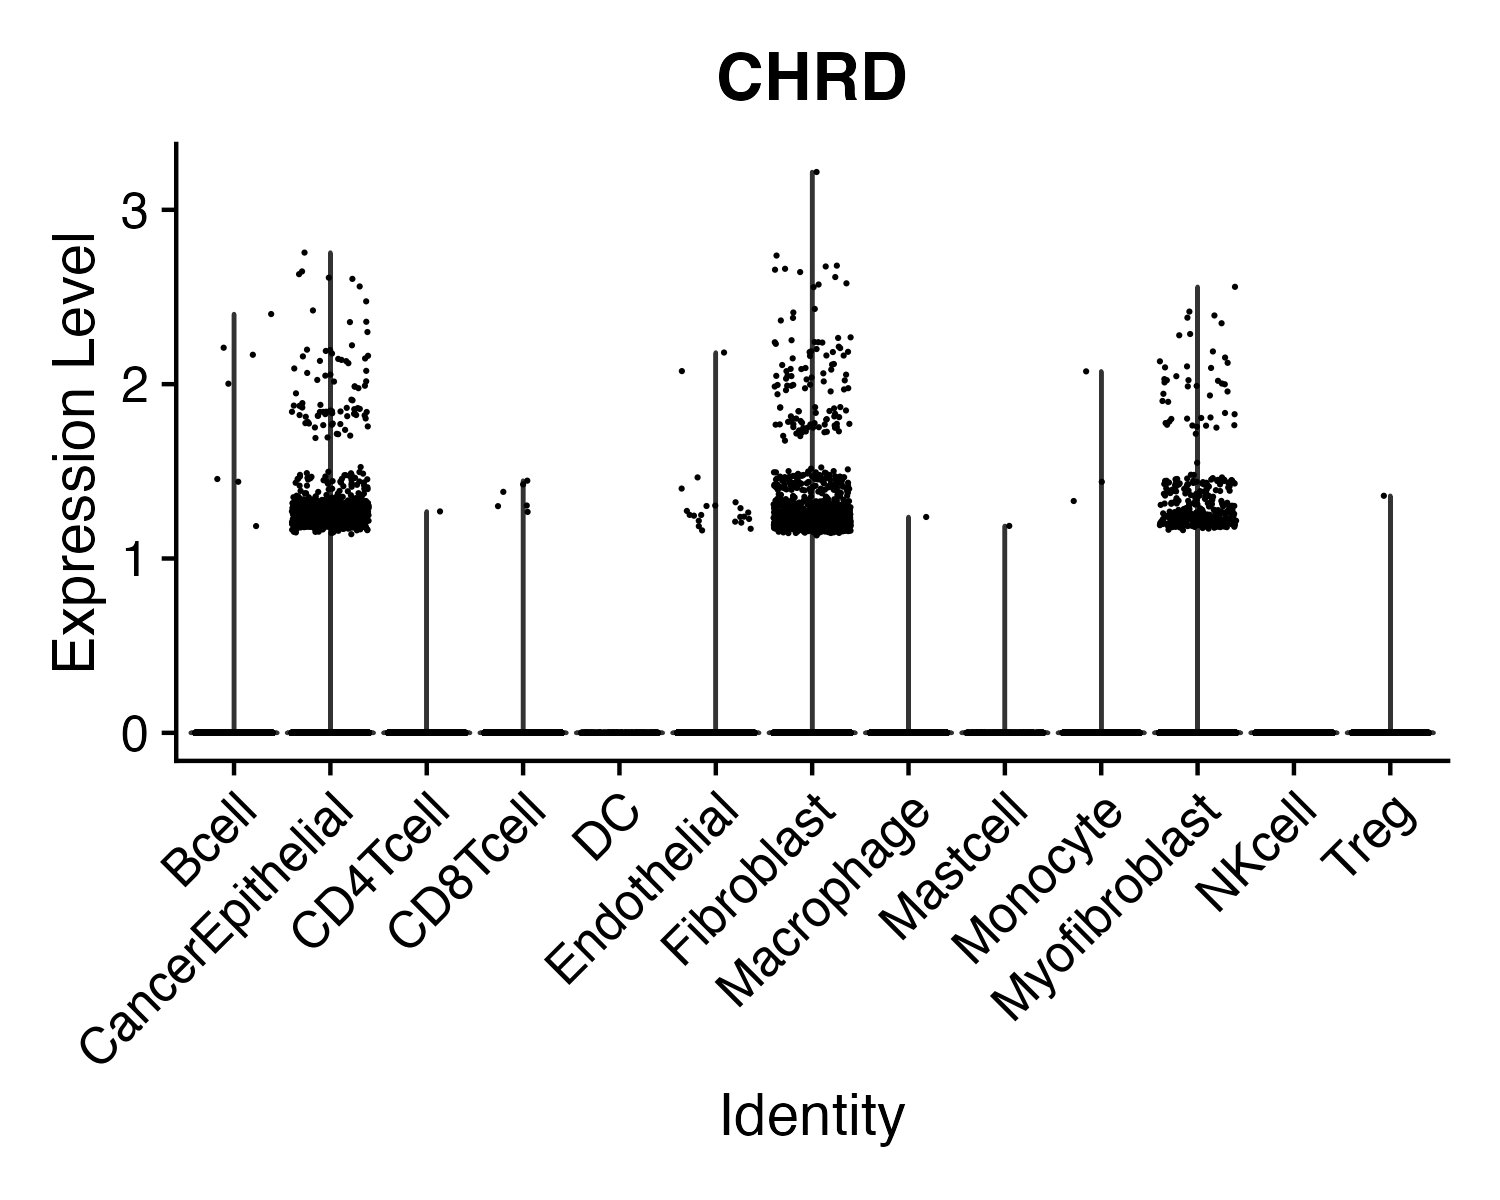 CHRD
Expression Level
3
2
1
0
Bcell
CancerEpithelial
CD4Tcell
CD8Tcell
DC
Endothelial
Fibroblast
Macrophage
Mastcell
Monocyte
Myofibroblast
NKcell
Treg
Identity